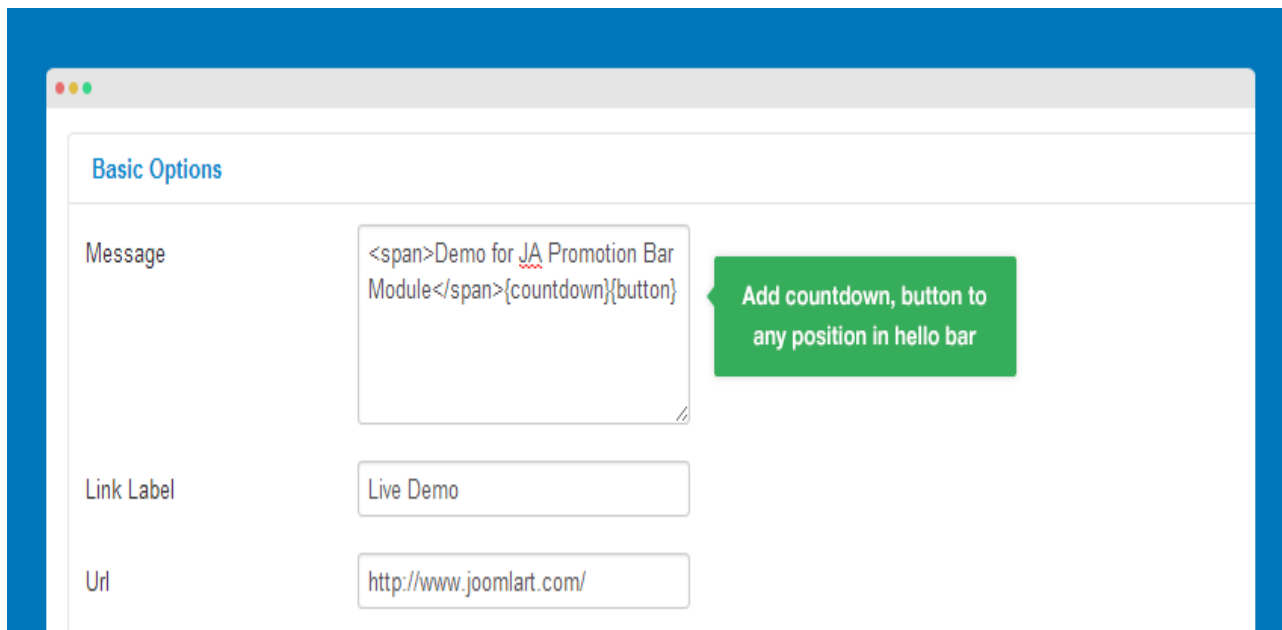 Basic Options
Message
<span>Demo for JA Promotion Bar
Module</span>{countdown}{button}
Add countdown, button to
any position in hello bar
Link Label
Live Demo
Url
http://www.joomlart.com/